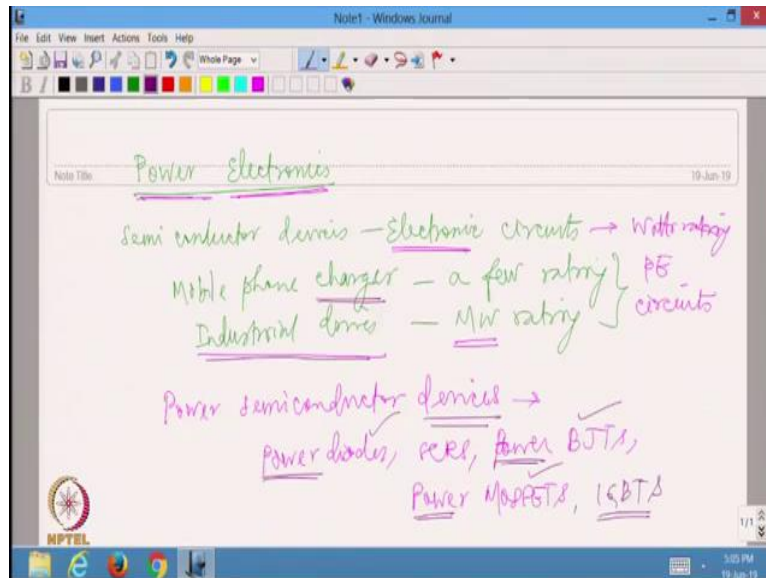 Note1 - Windows Journal
File Edit View Insert Actions Tools Help
Whole Page
B I
Note Title
19-Jun-19
Power Electronics
Semi conductor devices - Electronic circuits → Watts rating
Mobile phone charger - a few rating } PE
Industrial drives - MW rating } circuits
Power semiconductor devices →
Power diodes, SCRS, Power BJTS,
Power MOSFETS, IGBTS
NPTEL
1/1
5:05 PM
19-Jun-19